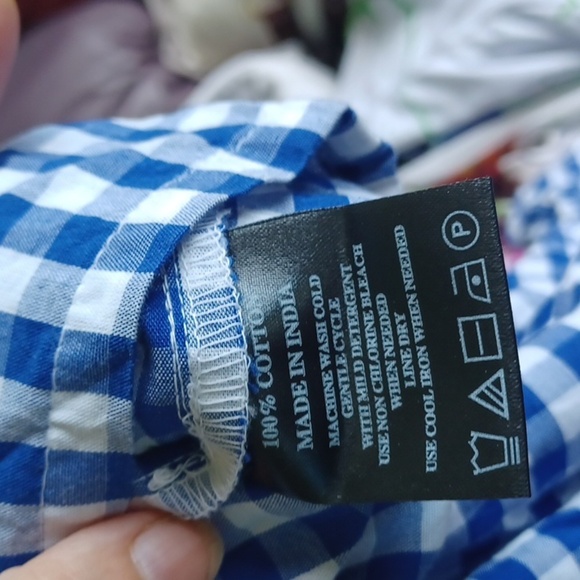 100% COTTON
MADE IN INDIA
MACHINE WASH COLD
GENTLE CYCLE
WITH MILD DETERGENT
USE NON CHLORINE BLEACH
WHEN NEEDED
LINE DRY
USE COOL IRON WHEN NEEDED
P